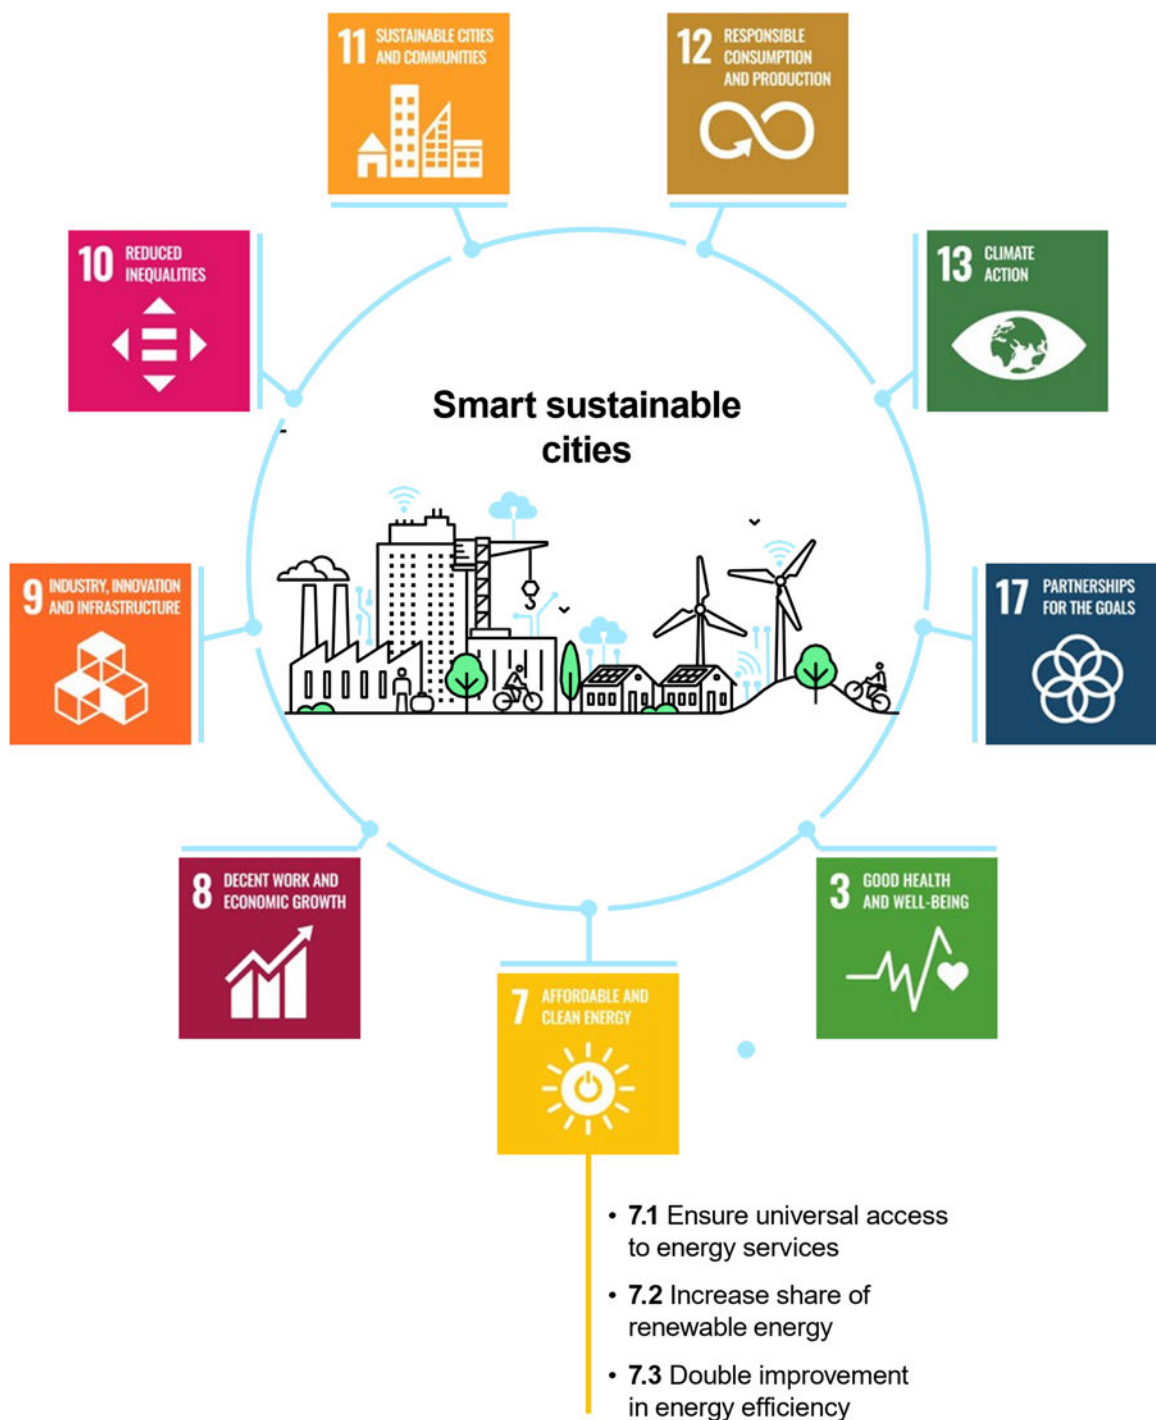 11 SUSTAINABLE CITIES
AND COMMUNITIES
12 RESPONSIBLE
CONSUMPTION
AND PRODUCTION
10 REDUCED
INEQUALITIES
13 CLIMATE
ACTION
Smart sustainable
cities
9 INDUSTRY, INNOVATION
AND INFRASTRUCTURE
17 PARTNERSHIPS
FOR THE GOALS
8 DECENT WORK AND
ECONOMIC GROWTH
3 GOOD HEALTH
AND WELL-BEING
7 AFFORDABLE AND
CLEAN ENERGY
• 7.1 Ensure universal access
to energy services
• 7.2 Increase share of
renewable energy
• 7.3 Double improvement
in energy efficiency